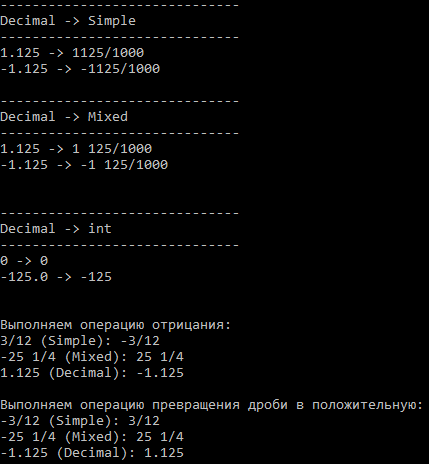 ------------------------------
Decimal -> Simple
------------------------------
1.125 -> 1125/1000
-1.125 -> -1125/1000
------------------------------
Decimal -> Mixed
------------------------------
1.125 -> 1 125/1000
-1.125 -> -1 125/1000
------------------------------
Decimal -> int
------------------------------
0 -> 0
-125.0 -> -125
Выполняем операцию отрицания:
3/12 (Simple): -3/12
-25 1/4 (Mixed): 25 1/4
1.125 (Decimal): -1.125
Выполняем операцию превращения дроби в положительную:
-3/12 (Simple): 3/12
-25 1/4 (Mixed): 25 1/4
-1.125 (Decimal): 1.125